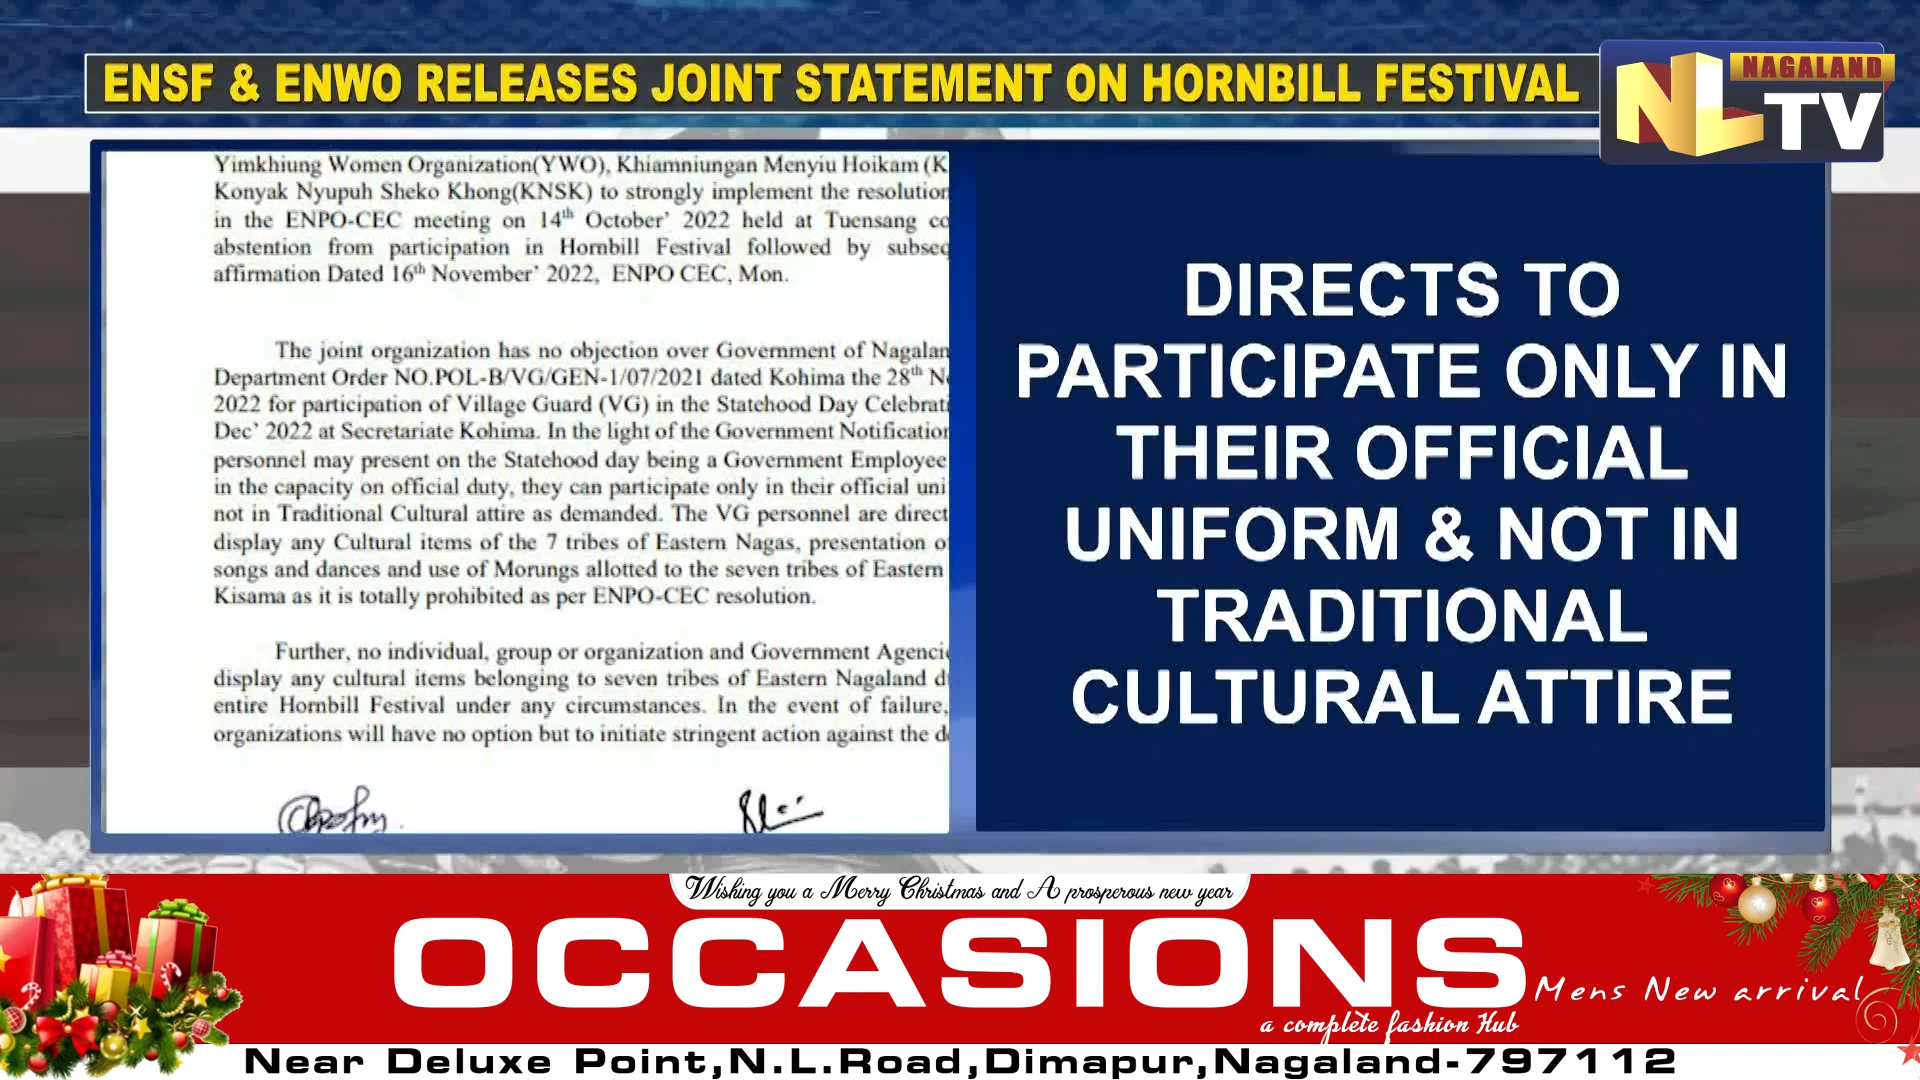 ENSF & ENWO RELEASES JOINT STATEMENT ON HORNBILL FESTIVAL
NAGALAND
NL TV
Yimkhiung Women Organization(YWO), Khiamniungan Menyiu Hoikam (K
Konyak Nyupuh Sheko Khong(KNSK) to strongly implement the resolution
in the ENPO-CEC meeting on 14th October' 2022 held at Tuensang co
abstention from participation in Hornbill Festival followed by subseq
affirmation Dated 16th November' 2022, ENPO CEC, Mon.
The joint organization has no objection over Government of Nagalan
Department Order NO.POL-B/VG/GEN-1/07/2021 dated Kohima the 28th N
2022 for participation of Village Guard (VG) in the Statehood Day Celebrati
Dec' 2022 at Secretariate Kohima. In the light of the Government Notification
personnel may present on the Statehood day being a Government Employee
in the capacity on official duty, they can participate only in their official uni
not in Traditional Cultural attire as demanded. The VG personnel are direct
display any Cultural items of the 7 tribes of Eastern Nagas, presentation o
songs and dances and use of Morungs allotted to the seven tribes of Eastern
Kisama as it is totally prohibited as per ENPO-CEC resolution.
Further, no individual, group or organization and Government Agencie
display any cultural items belonging to seven tribes of Eastern Nagaland d
entire Hornbill Festival under any circumstances. In the event of failure,
organizations will have no option but to initiate stringent action against the d
DIRECTS TO
PARTICIPATE ONLY IN
THEIR OFFICIAL
UNIFORM & NOT IN
TRADITIONAL
CULTURAL ATTIRE
Wishing you a Merry Christmas and A prosperous new year
OCCASIONS
Mens New arrival
a complete fashion Hub
Near Deluxe Point,N.L.Road,Dimapur,Nagaland-797112